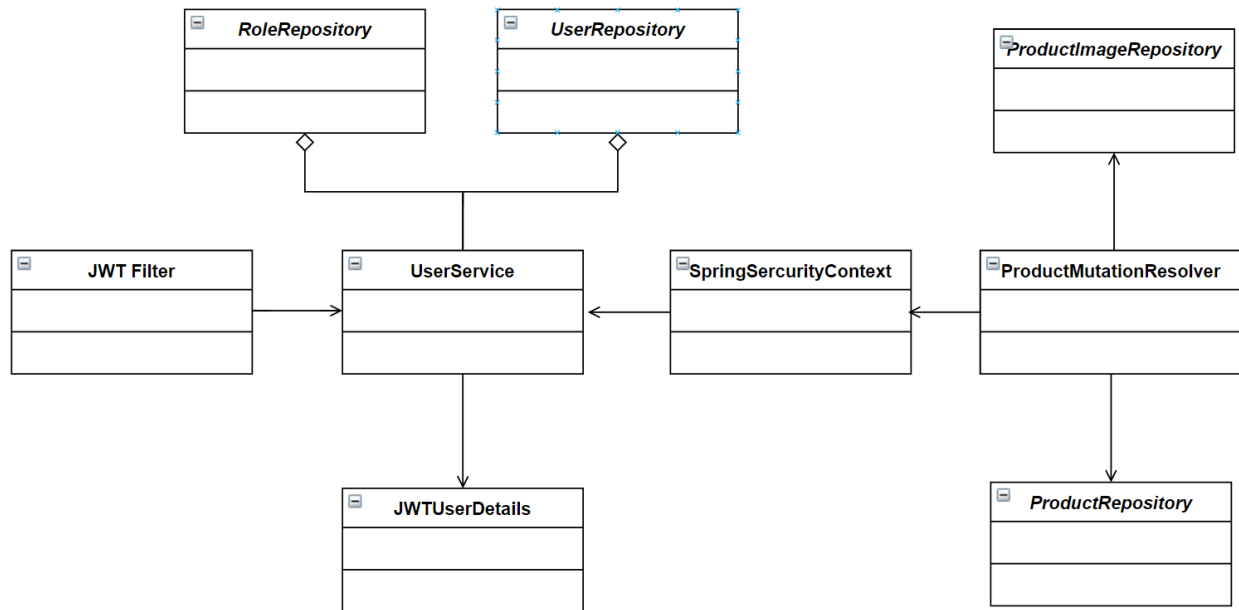 RoleRepository
UserRepository
ProductImageRepository
JWT Filter
UserService
SpringSercurityContext
ProductMutationResolver
JWTUserDetails
ProductRepository